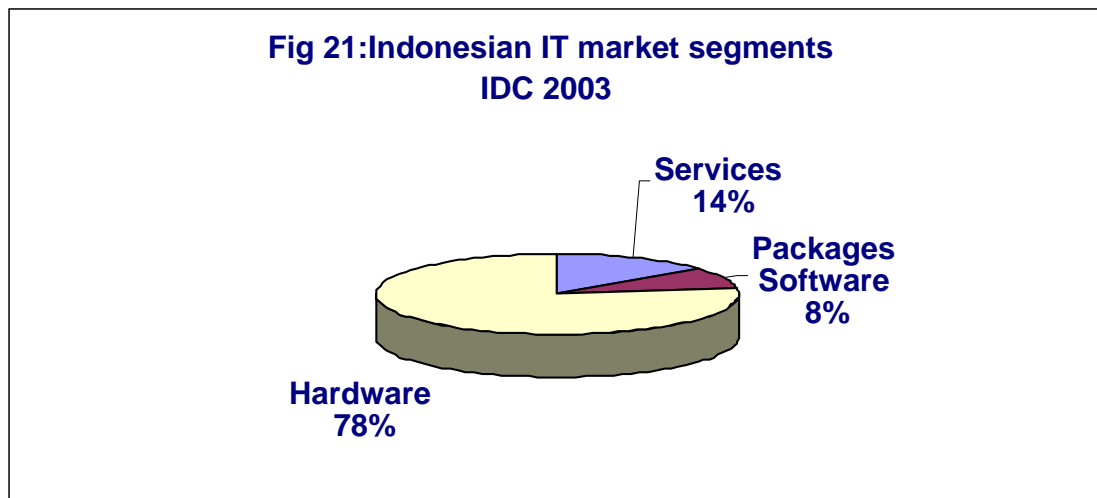 Fig 21:Indonesian IT market segments
IDC 2003
Services
14%
Packages
Software
8%
Hardware
78%